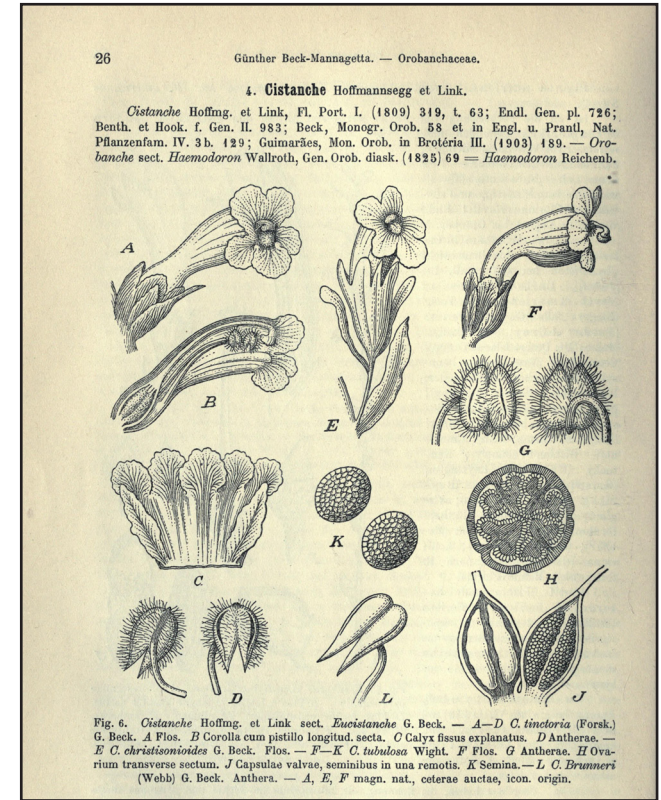 26
Günther Beck-Mannagetta. — Orobanchaceae.
4. Cistanche Hoffmannsegg et Link.
Cistanche Hoffmg. et Link, Fl. Port. I. (1809) 319, t. 63; Endl. Gen. pl. 726;
Benth. et Hook. f. Gen. II. 983; Beck, Monogr. Orob. 58 et in Engl. u. Prantl, Nat.
Pflanzenfam. IV. 3b. 129; Guimarães, Mon. Orob. in Brotéria III. (1903) 189. — Oro-
banche sect. Haemodoron Wallroth, Gen. Orob. diask. (1825) 69 = Haemodoron Reichenb.
A
B
E
F
G
C
K
H
D
L
J
Fig. 6. Cistanche Hoffmg. et Link sect. Eucistanche G. Beck. — A—D C. tinctoria (Forsk.)
G. Beck. A Flos. B Corolla cum pistillo longitud. secta. C Calyx fissus explanatus. D Antherae. —
E C. christisonioides G. Beck. Flos. — F—K C. tubulosa Wight. F Flos. G Antherae. H Ova-
rium transverse sectum. J Capsulae valvae, seminibus in una remotis. K Semina. — L C. Brunneri
(Webb) G. Beck. Anthera. — A, E, F magn. nat., ceterae auctae, icon. origin.